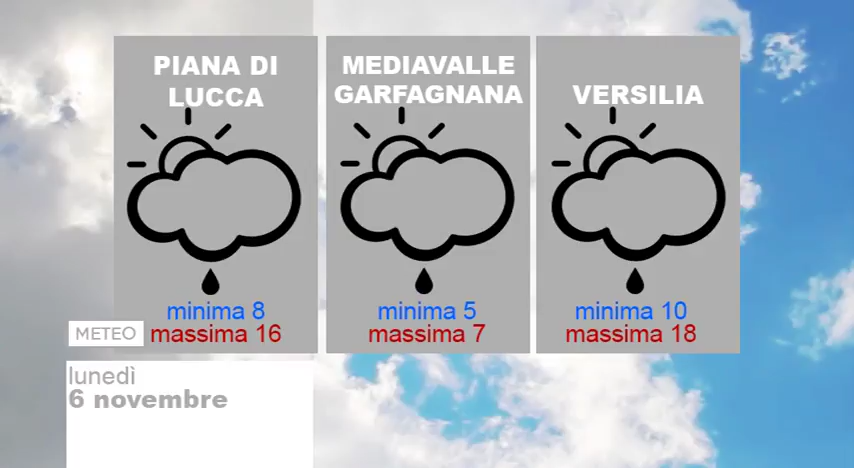 PIANA DI
LUCCA
minima 8
massima 16
MEDIAVALLE
GARFAGNANA
minima 5
massima 7
VERSILIA
minima 10
massima 18
METEO
lunedì
6 novembre